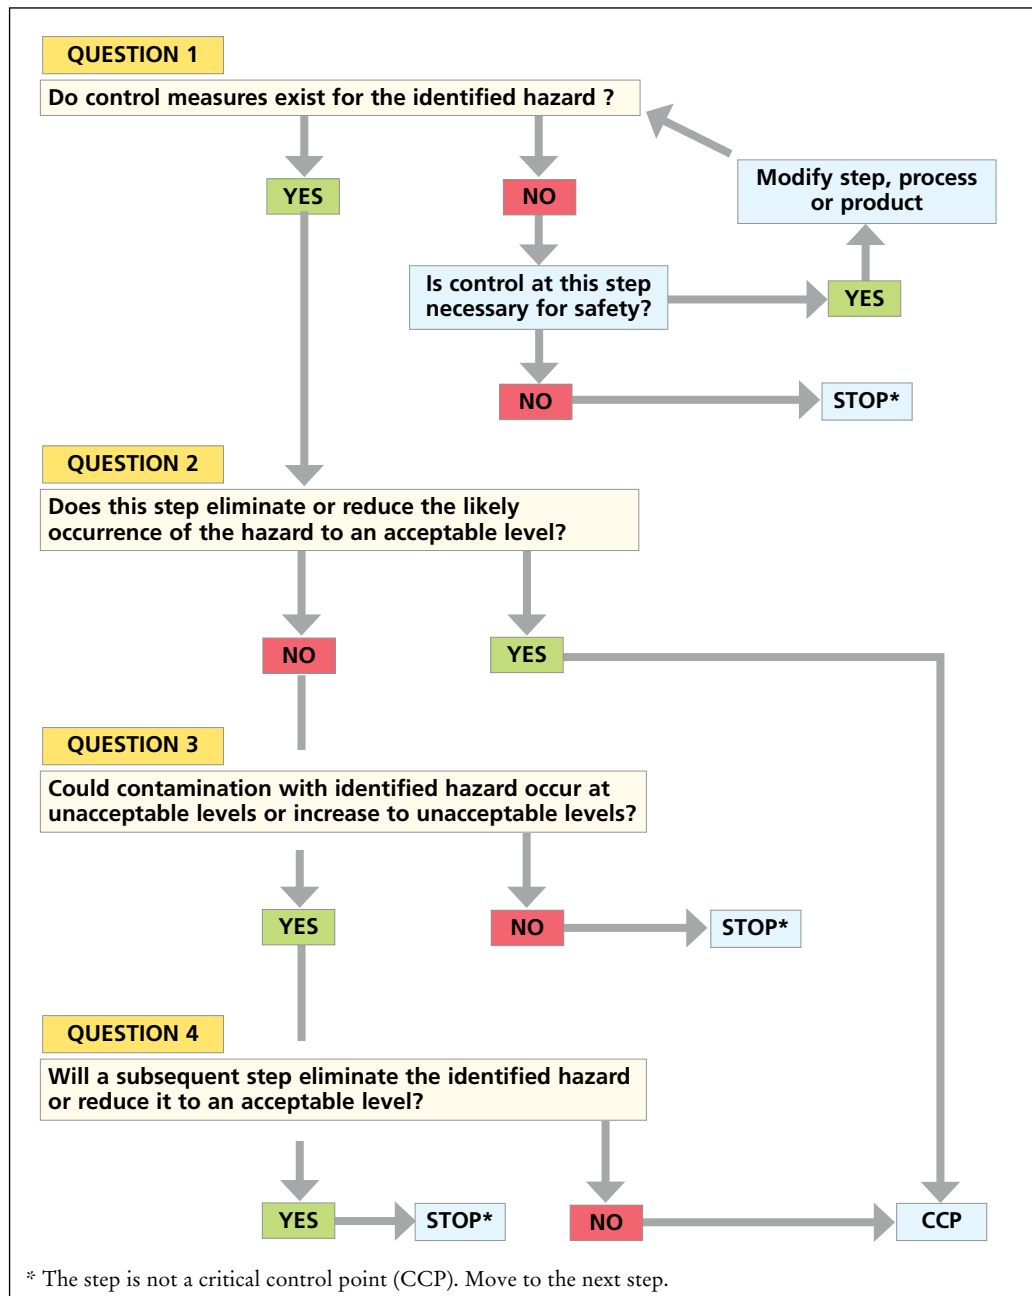 QUESTION 1
Do control measures exist for the identified hazard ?
YES
NO
Modify step, process
or product
Is control at this step
necessary for safety?
YES
NO
STOP*
QUESTION 2
Does this step eliminate or reduce the likely
occurrence of the hazard to an acceptable level?
NO
YES
QUESTION 3
Could contamination with identified hazard occur at
unacceptable levels or increase to unacceptable levels?
YES
NO
STOP*
QUESTION 4
Will a subsequent step eliminate the identified hazard
or reduce it to an acceptable level?
YES
STOP*
NO
CCP
* The step is not a critical control point (CCP). Move to the next step.